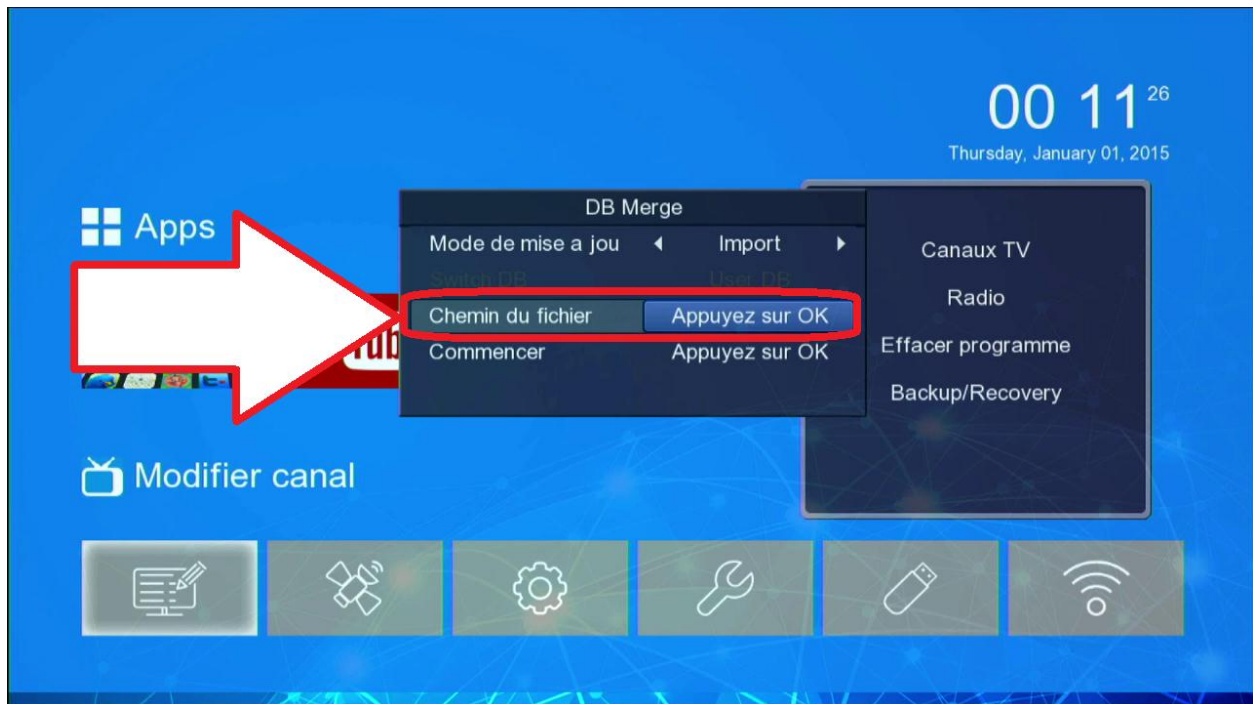 00 11 26
Thursday, January 01, 2015
Apps
DB Merge
Mode de mise a jou Import
Switch DB User DB
Chemin du fichier Appuyez sur OK
Commencer Appuyez sur OK
Canaux TV
Radio
Effacer programme
Backup/Recovery
Modifier canal